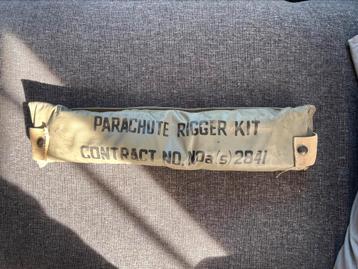 PARACHUTE RIGGER KIT
CONTRACT NO. NOa(s) 2841